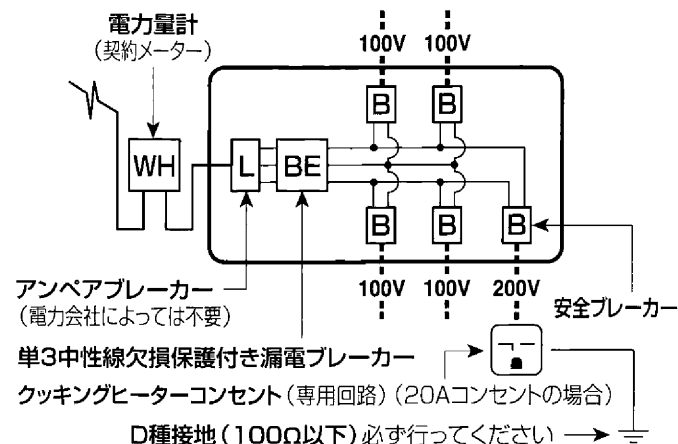 電力量計
(契約メーター)
100V 100V
B B
WH L BE
B B B
100V 100V 200V
アンペアブレーカー
(電力会社によっては不要)
安全ブレーカー
単3中性線欠損保護付き漏電ブレーカー
クッキングヒーターコンセント(専用回路)(20Aコンセントの場合)
D種接地(100Ω以下)必ず行ってください